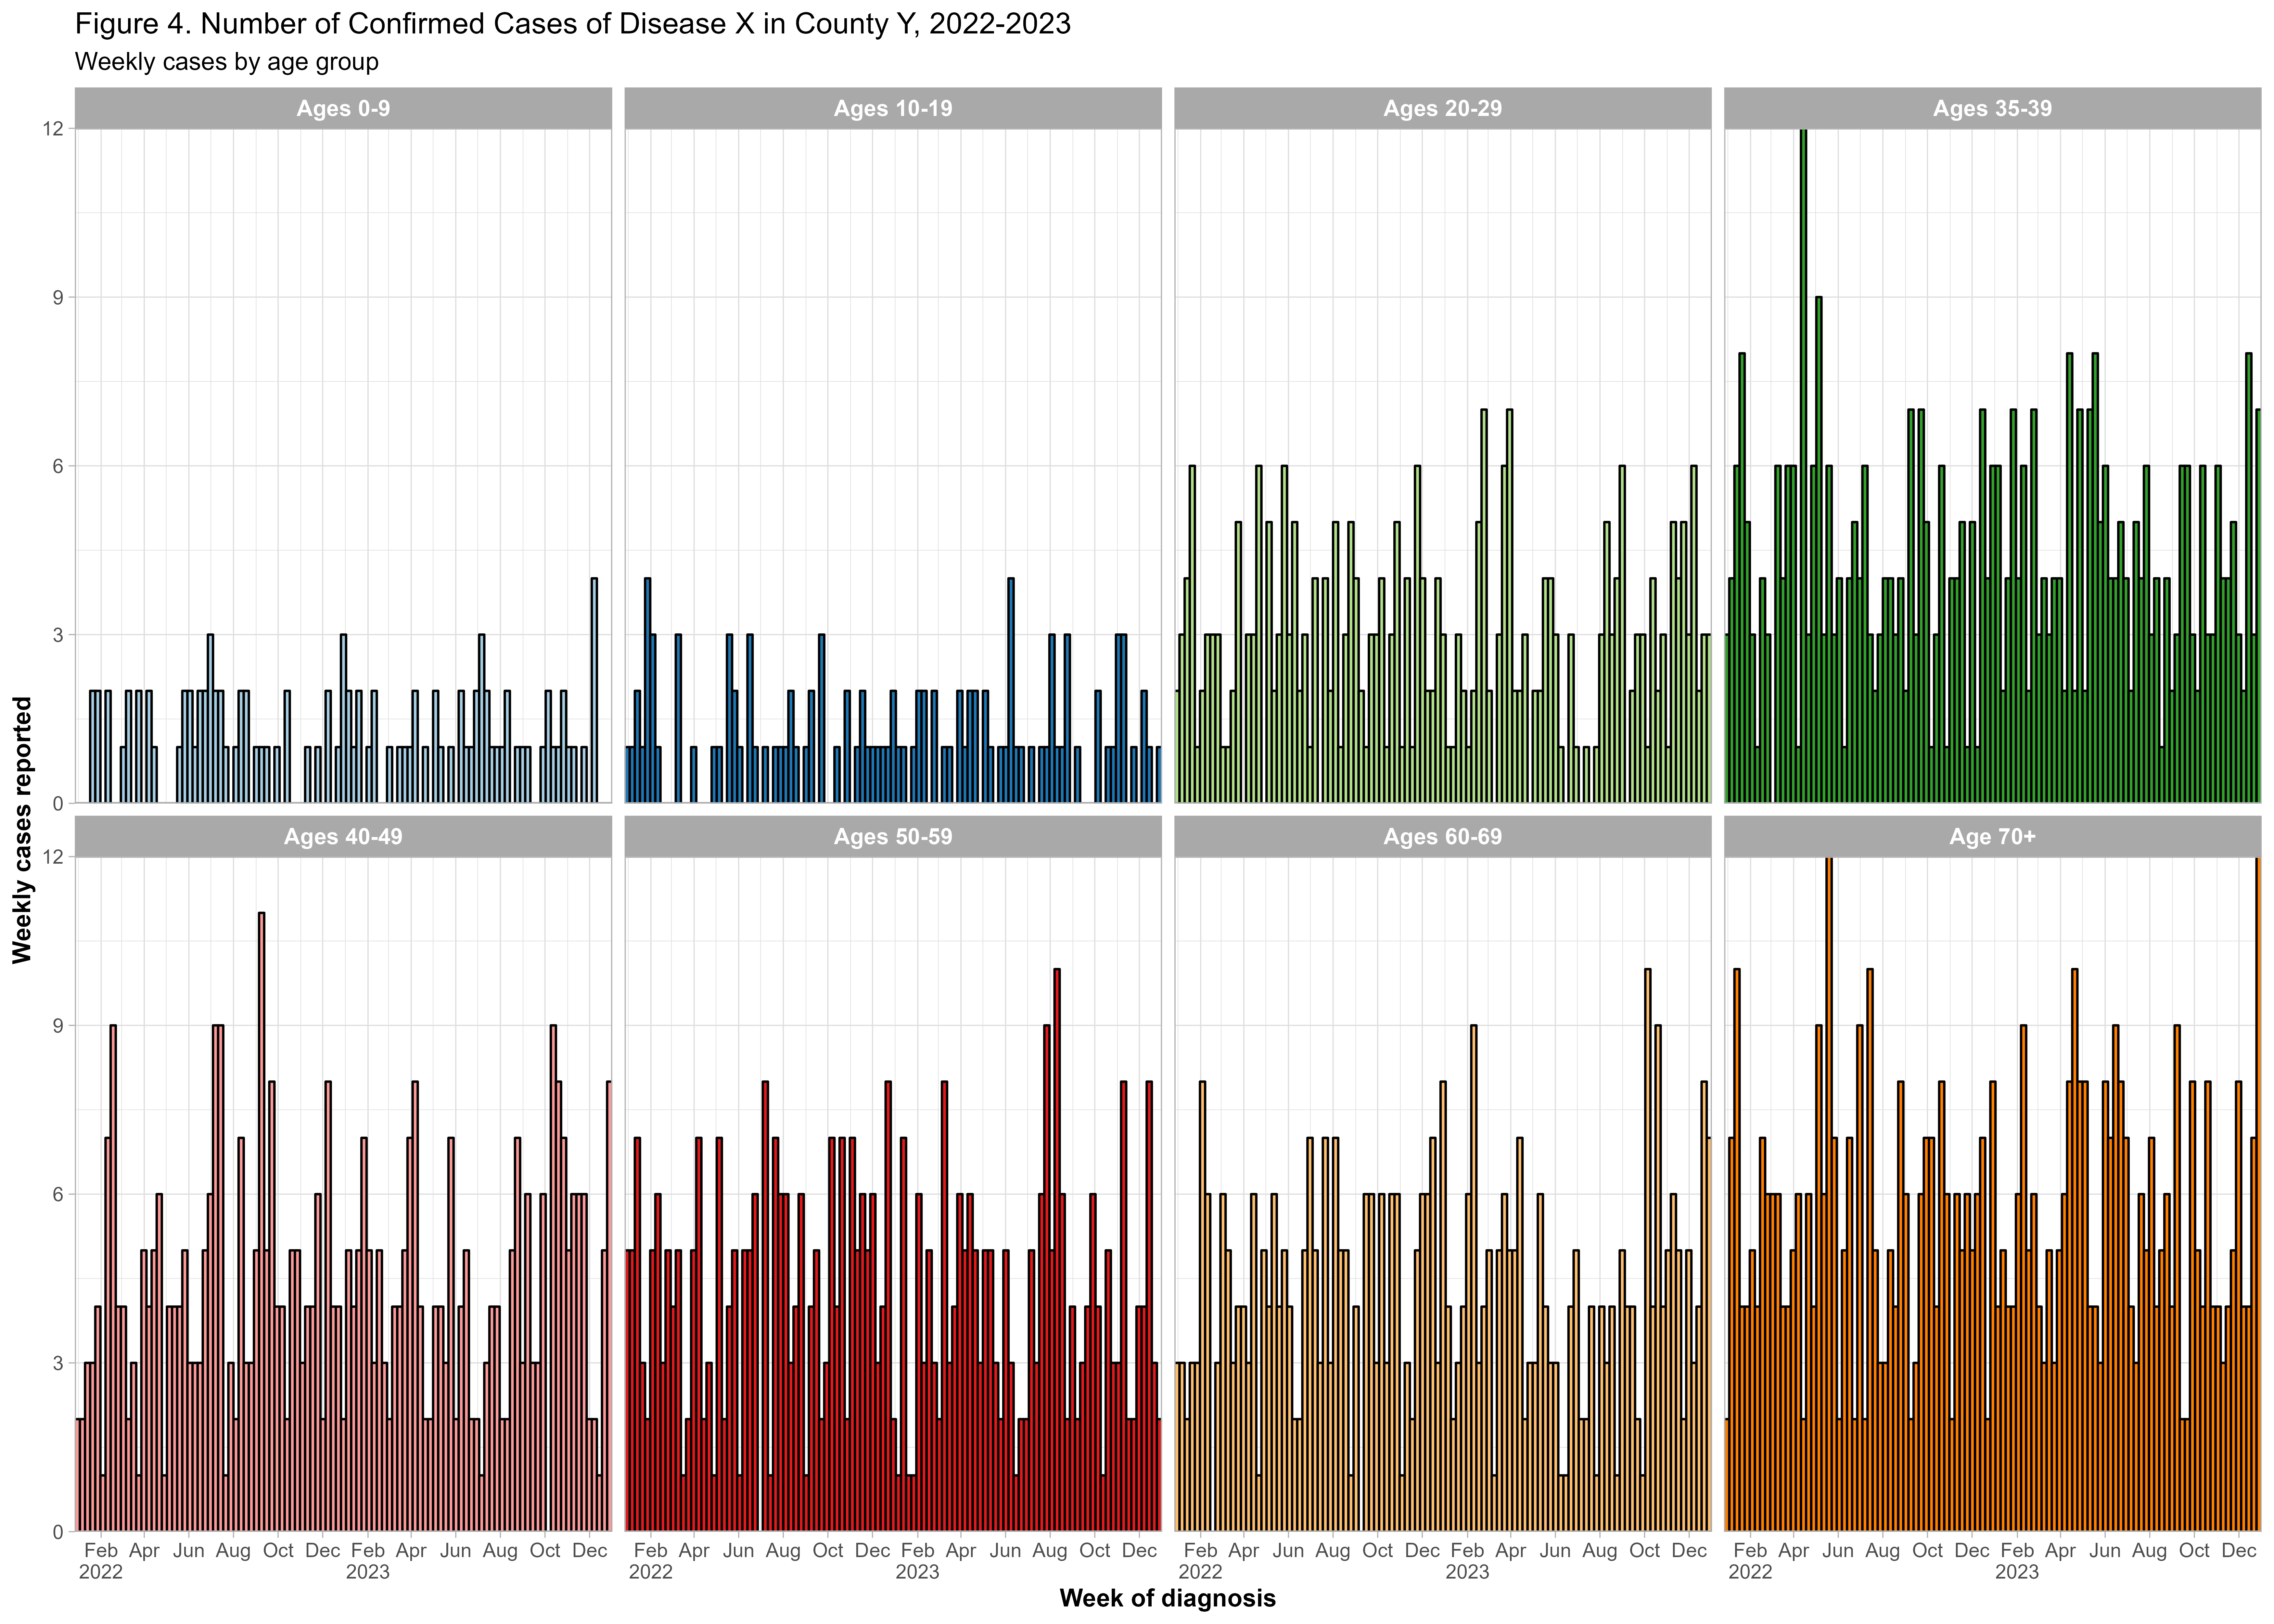 Figure 4. Number of Confirmed Cases of Disease X in County Y, 2022-2023
Weekly cases by age group
Ages 0-9
Ages 10-19
Ages 20-29
Ages 35-39
12
9
6
3
0
Weekly cases reported
Ages 40-49
Ages 50-59
Ages 60-69
Age 70+
12
9
6
3
0
Feb Apr Jun Aug Oct Dec Feb Apr Jun Aug Oct Dec
2022 2023
Feb Apr Jun Aug Oct Dec Feb Apr Jun Aug Oct Dec
2022 2023
Feb Apr Jun Aug Oct Dec Feb Apr Jun Aug Oct Dec
2022 2023
Feb Apr Jun Aug Oct Dec Feb Apr Jun Aug Oct Dec
2022 2023
Week of diagnosis